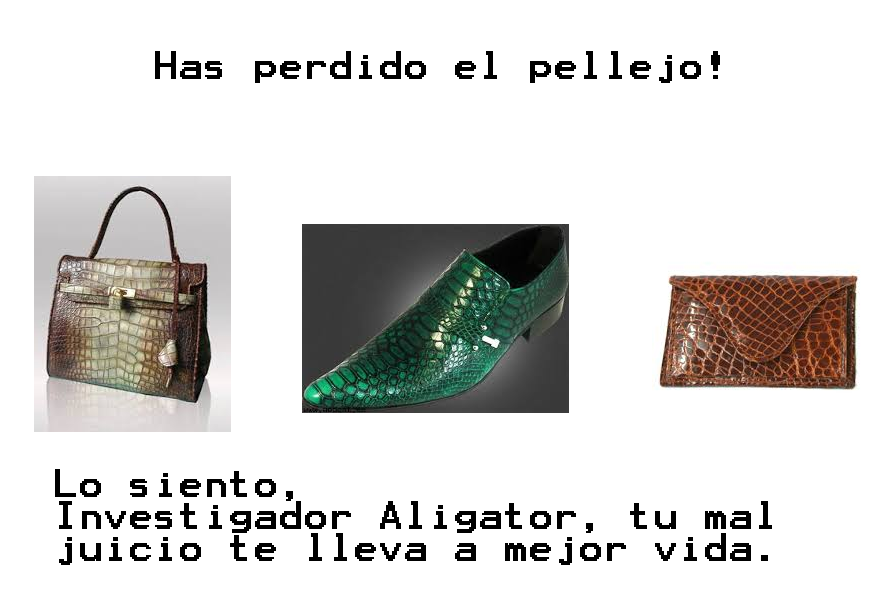 Has perdido el pellejo!
Lo siento,
Investigador Aligator, tu mal
juicio te lleva a mejor vida.